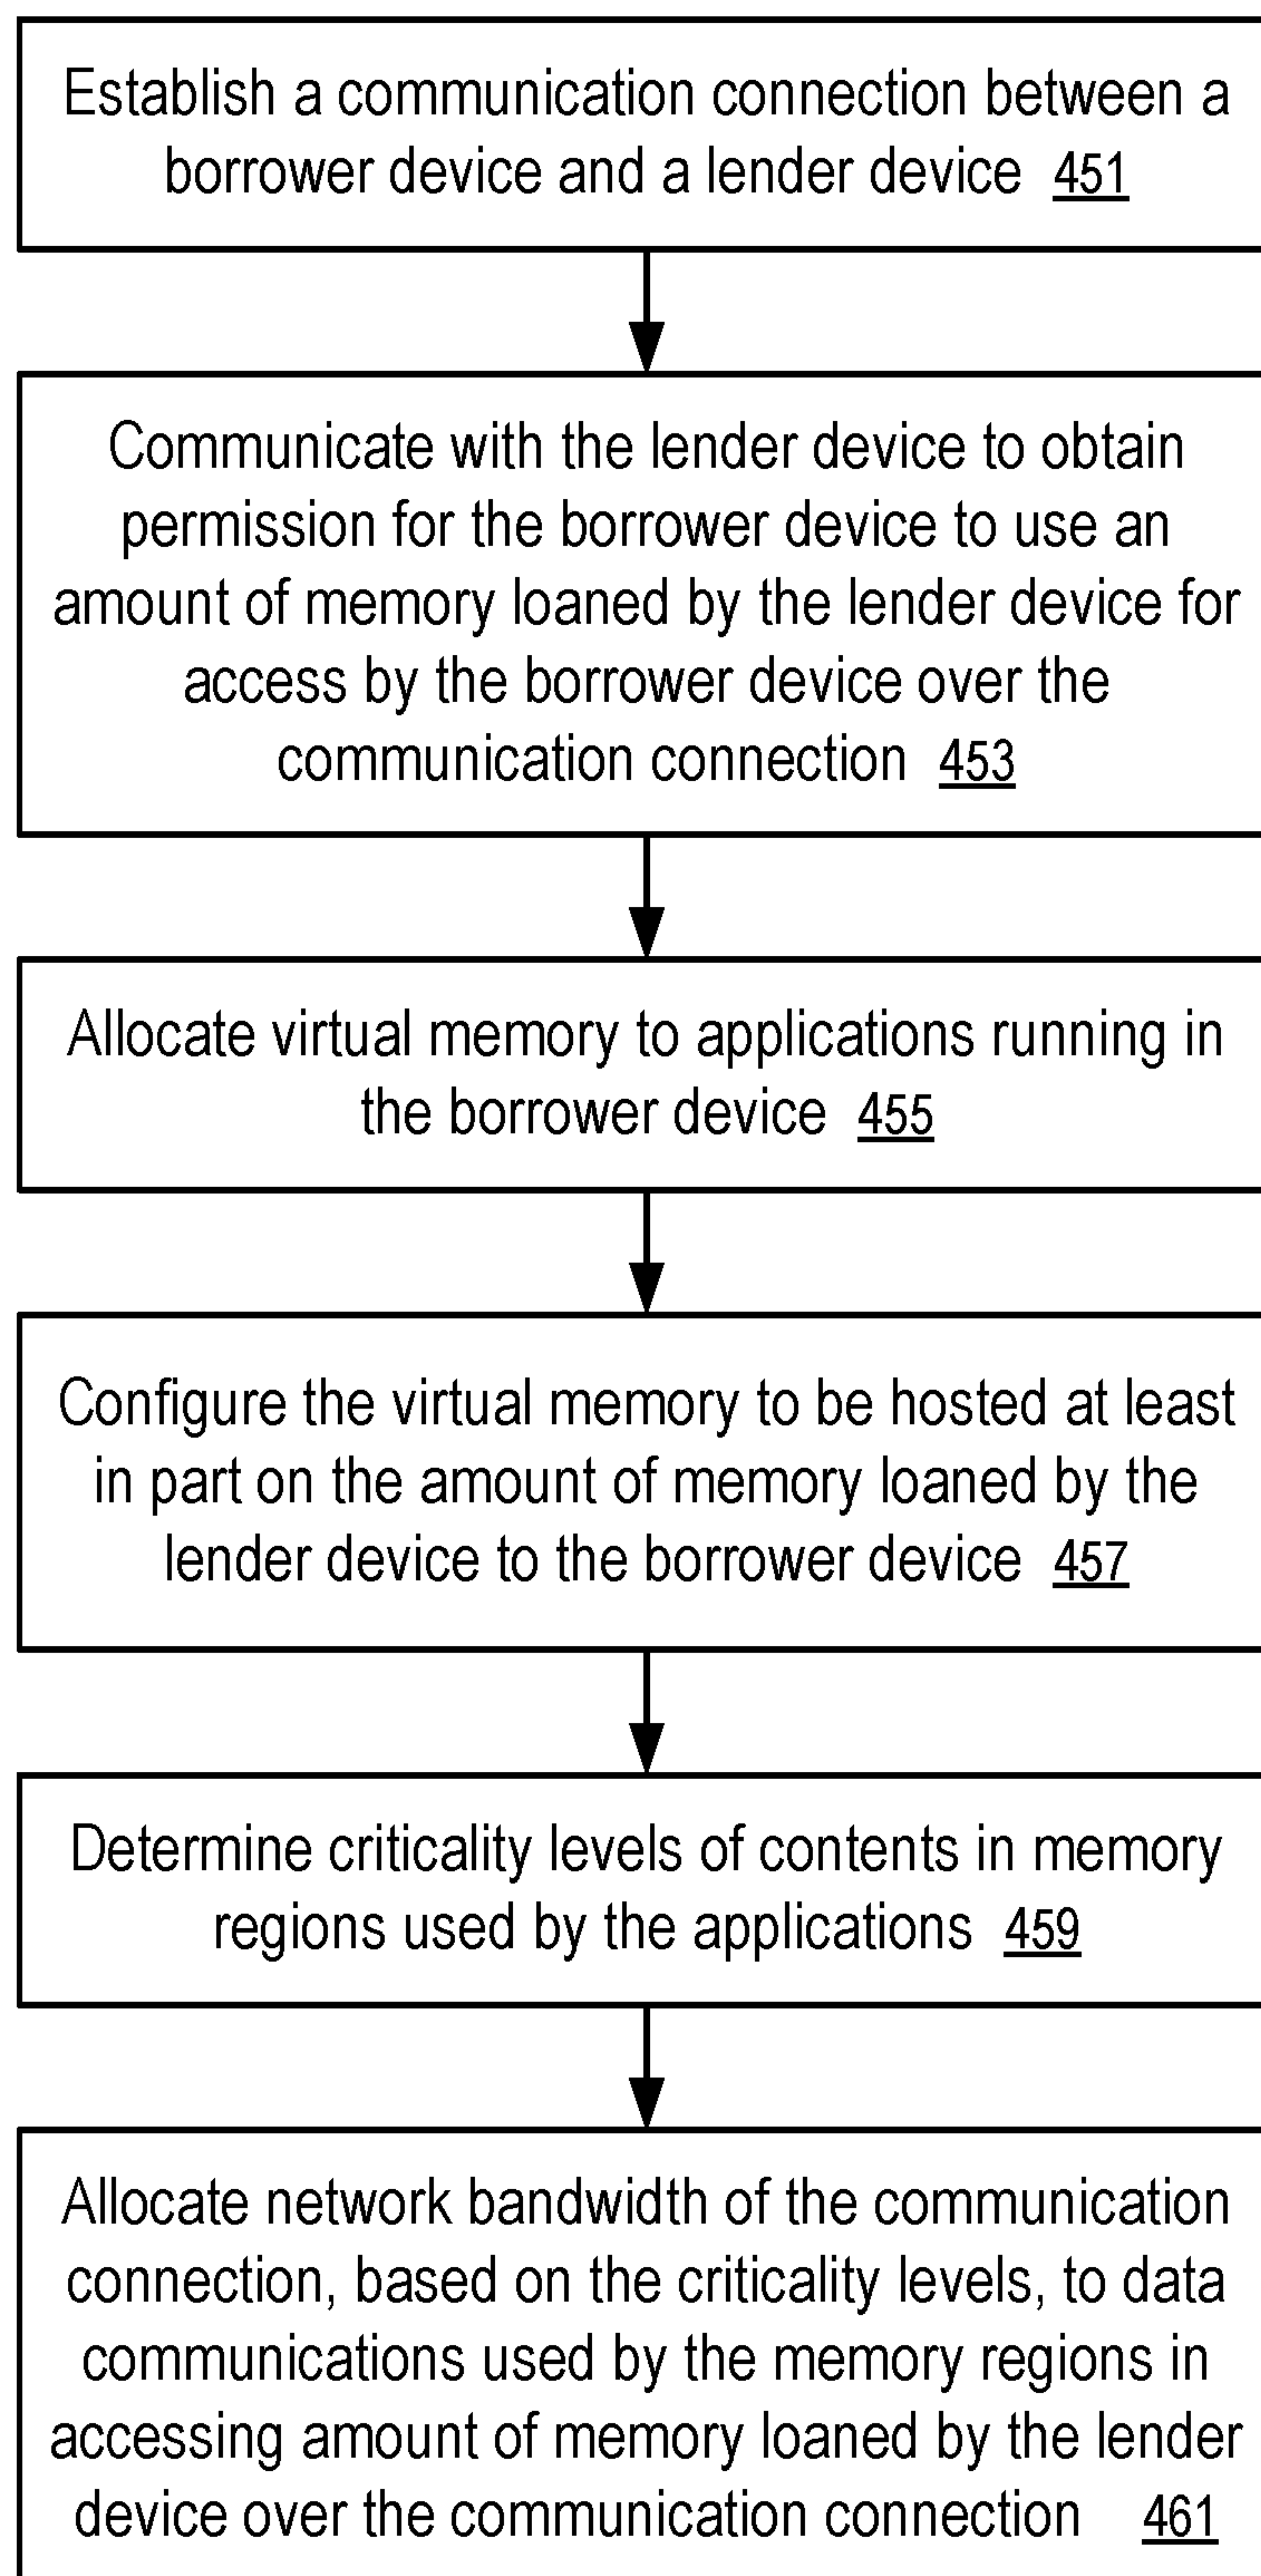 Establish a communication connection between a
borrower device and a lender device 451
Communicate with the lender device to obtain
permission for the borrower device to use an
amount of memory loaned by the lender device for
access by the borrower device over the
communication connection 453
Allocate virtual memory to applications running in
the borrower device 455
Configure the virtual memory to be hosted at least
in part on the amount of memory loaned by the
lender device to the borrower device 457
Determine criticality levels of contents in memory
regions used by the applications 459
Allocate network bandwidth of the communication
connection, based on the criticality levels, to data
communications used by the memory regions in
accessing amount of memory loaned by the lender
device over the communication connection 461